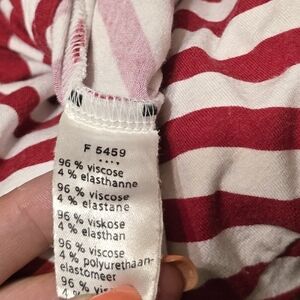 F 5459
96 % viscose
4 % elasthanne
96 % viscose
4 % elastane
96 % viskose
4 % elasthan
96 % viscose
4 % polyurethaan-
elastomeer
96 %
4 %